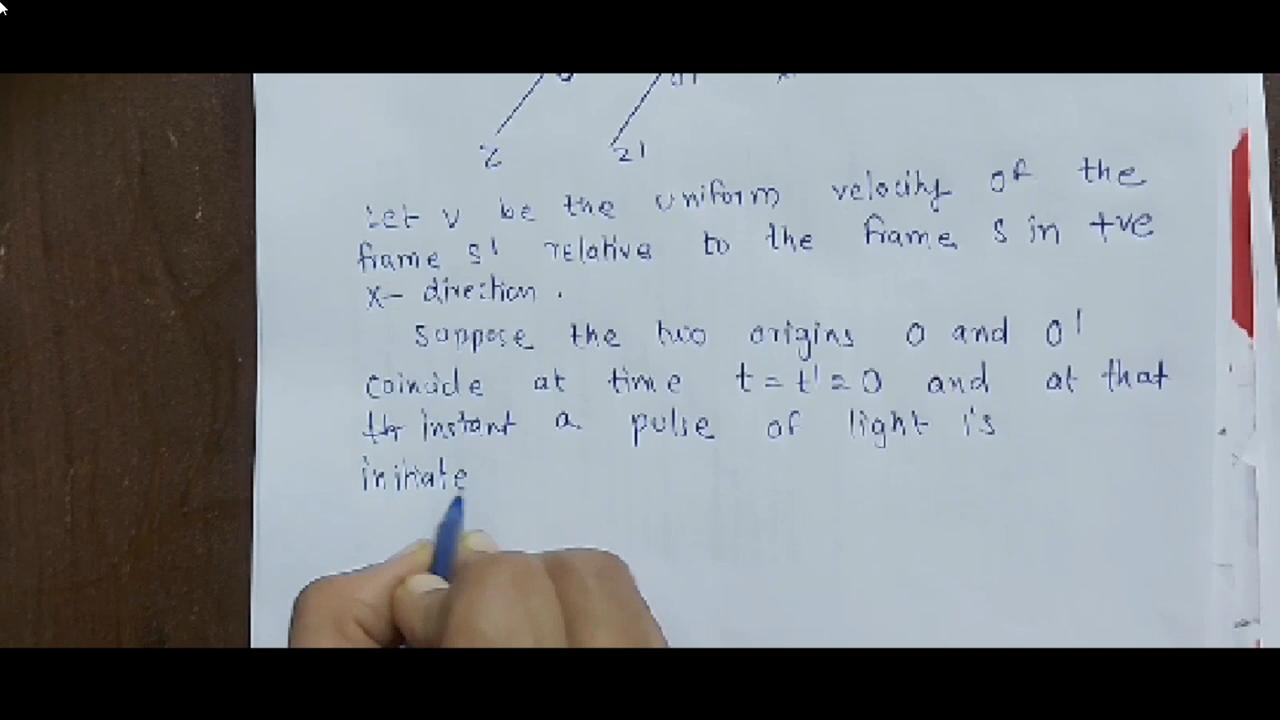 z z'
Let v be the uniform velocity of the
frame s' relative to the frame s in +ve
x- direction .
Suppose the two origins o and o'
coincide at time t = t' = 0 and at that
instant a pulse of light is
initiate